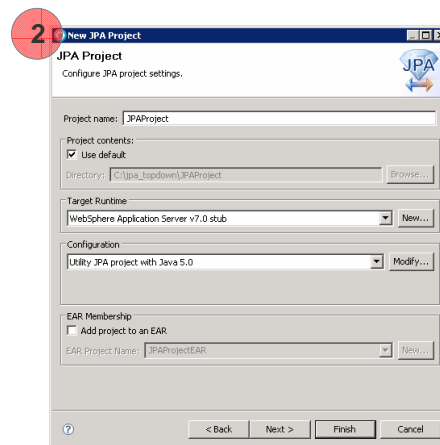 2
New JPA Project
JPA Project
Configure JPA project settings.
JPA
Project name: JPAProject
Project contents:
Use default
Directory: C:\jpa_topdown\JPAProject Browse...
Target Runtime
WebSphere Application Server v7.0 stub New...
Configuration
Utility JPA project with Java 5.0 Modify...
EAR Membership
Add project to an EAR
EAR Project Name: JPAProjectEAR New...
? < Back Next > Finish Cancel